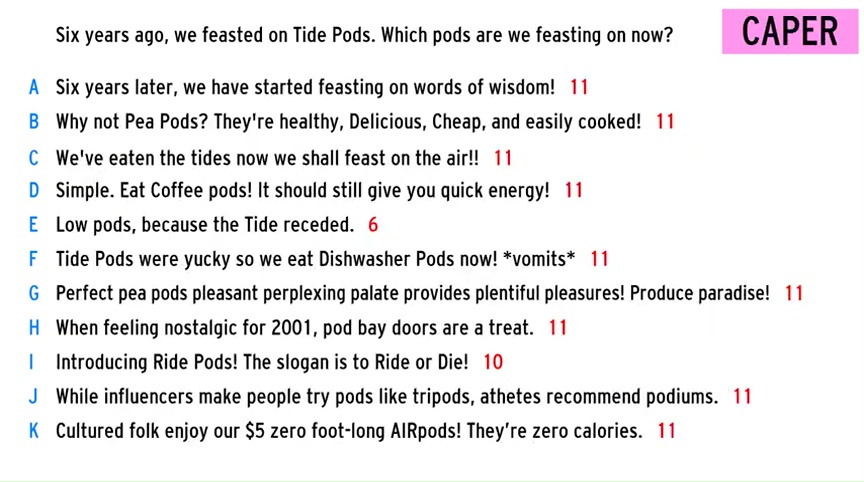 Six years ago, we feasted on Tide Pods. Which pods are we feasting on now?
CAPER
A Six years later, we have started feasting on words of wisdom! 11
B Why not Pea Pods? They're healthy, Delicious, Cheap, and easily cooked! 11
C We've eaten the tides now we shall feast on the air!! 11
D Simple. Eat Coffee pods! It should still give you quick energy! 11
E Low pods, because the Tide receded. 6
F Tide Pods were yucky so we eat Dishwasher Pods now! *vomits* 11
G Perfect pea pods pleasant perplexing palate provides plentiful pleasures! Produce paradise! 11
H When feeling nostalgic for 2001, pod bay doors are a treat. 11
I Introducing Ride Pods! The slogan is to Ride or Die! 10
J While influencers make people try pods like tripods, athetes recommend podiums. 11
K Cultured folk enjoy our $5 zero foot-long AIRpods! They’re zero calories. 11